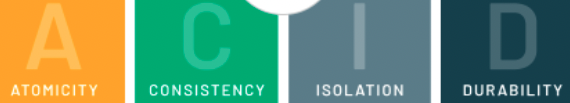 A C I D
ATOMICITY CONSISTENCY ISOLATION DURABILITY